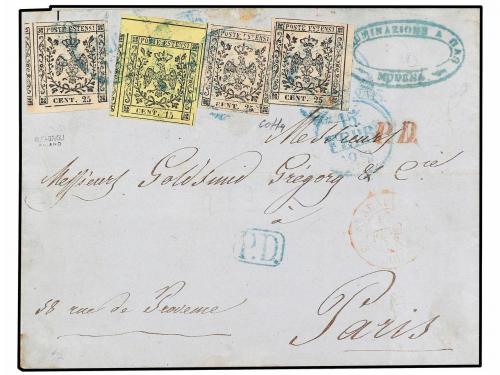 POSTE ESTENSI POSTE ESTENSI POSTE ESTENSI POSTE ESTENSI
CENT. 25 CENT. 15 CENT. 25 CENT. 25
MODENA
P.D.
Messieurs
Messieurs Goldsmid Gregory & Cie
à
P.D.
58 rue de Provence
Paris